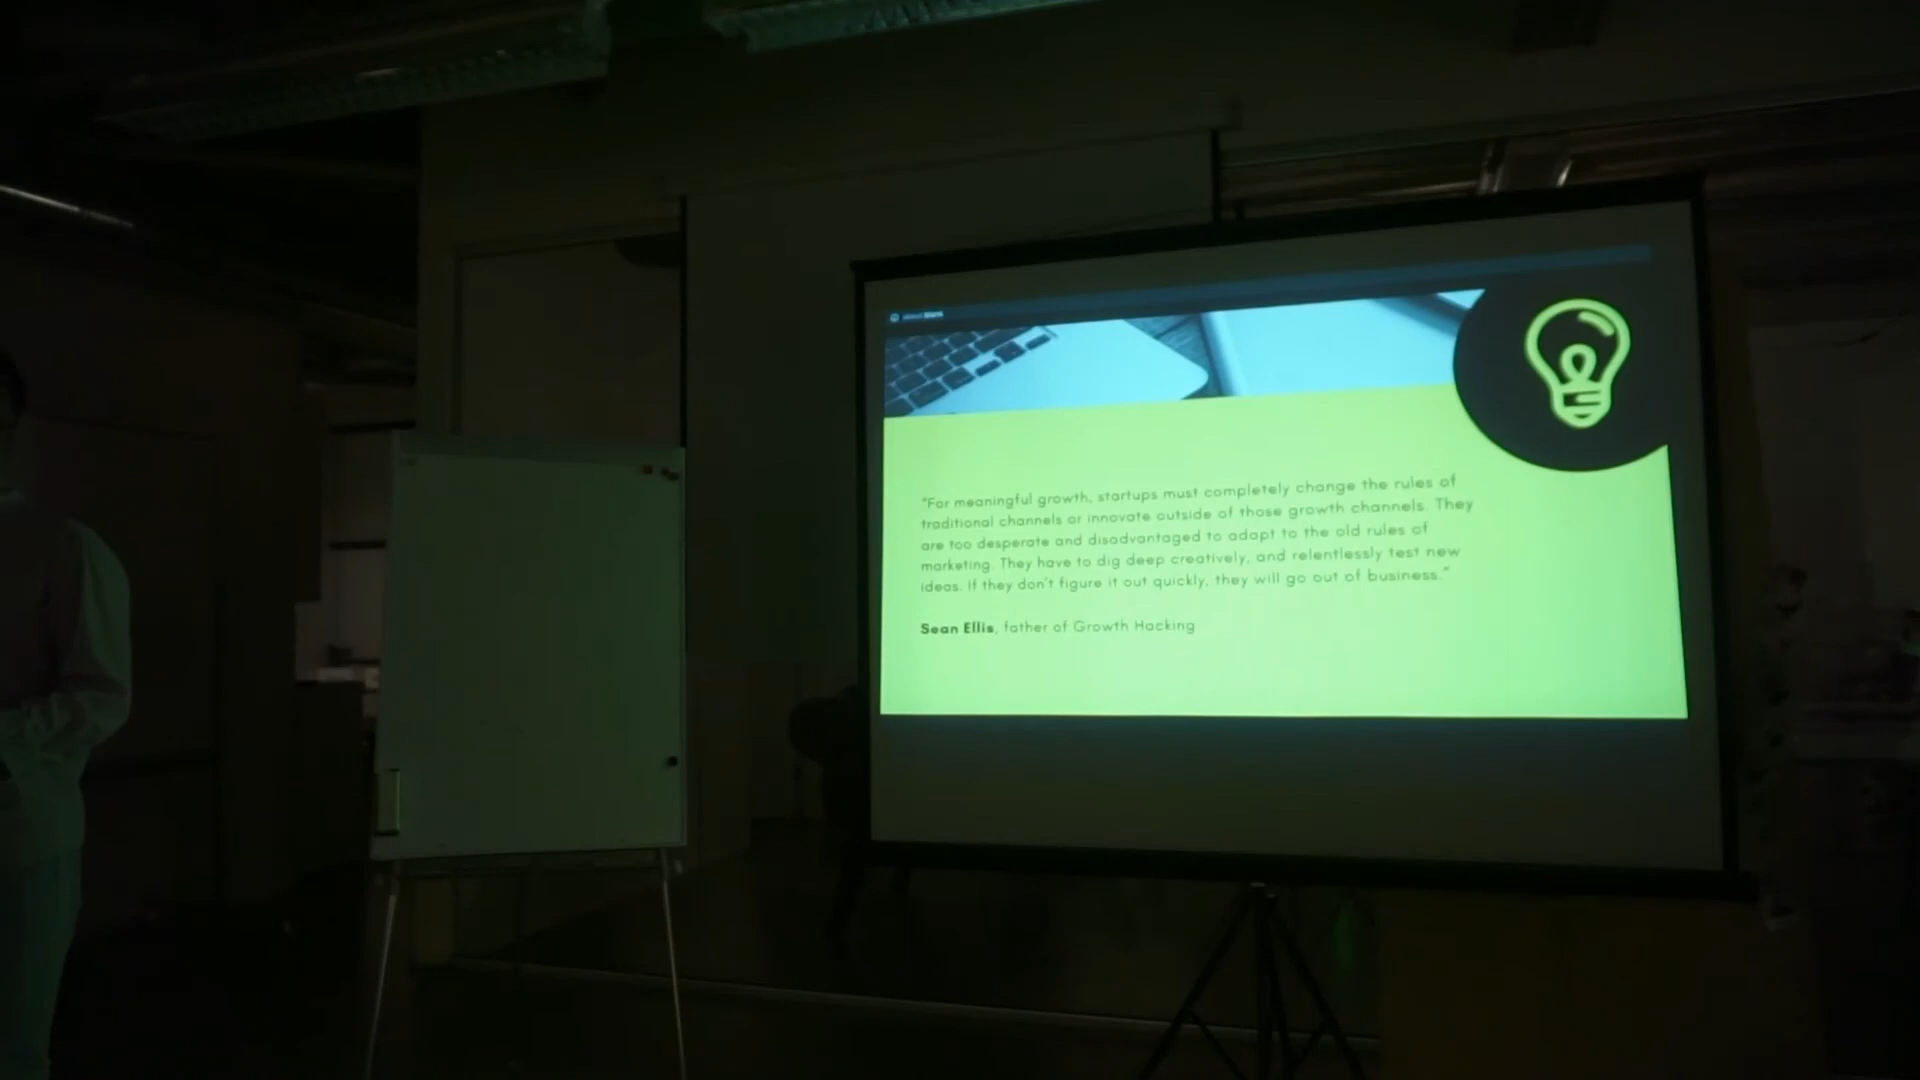 about:blank
"For meaningful growth, startups must completely change the rules of
traditional channels or innovate outside of those growth channels. They
are too desperate and disadvantaged to adapt to the old rules of
marketing. They have to dig deep creatively, and relentlessly test new
ideas. If they don't figure it out quickly, they will go out of business."
Sean Ellis, father of Growth Hacking